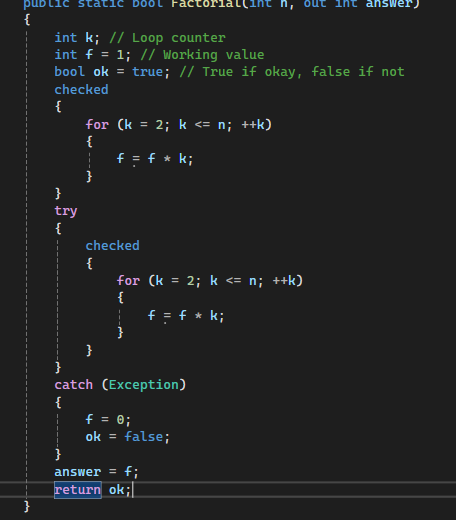 public static bool Factorial(int n, out int answer)
{
int k; // Loop counter
int f = 1; // Working value
bool ok = true; // True if okay, false if not
checked
{
for (k = 2; k <= n; ++k)
{
f = f * k;
}
}
try
{
checked
{
for (k = 2; k <= n; ++k)
{
f = f * k;
}
}
}
catch (Exception)
{
f = 0;
ok = false;
}
answer = f;
return ok;
}